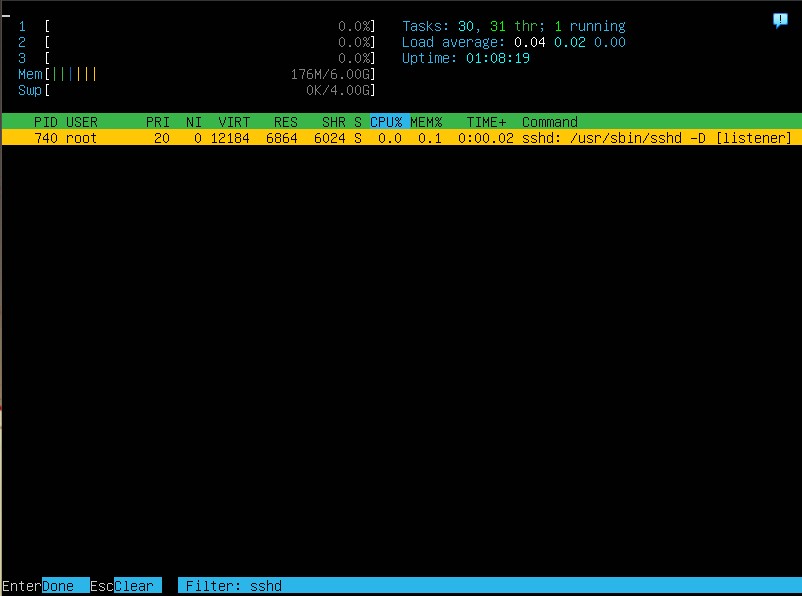 1 [ 0.0%] Tasks: 30, 31 thr; 1 running
2 [ 0.0%] Load average: 0.04 0.02 0.00
3 [ 0.0%] Uptime: 01:08:19
Mem[|||||| 176M/6.00G]
Swp[ 0K/4.00G]
PID USER PRI NI VIRT RES SHR S CPU% MEM% TIME+ Command
740 root 20 0 12184 6864 6024 S 0.0 0.1 0:00.02 sshd: /usr/sbin/sshd -D [listener]
EnterDone EscClear Filter: sshd